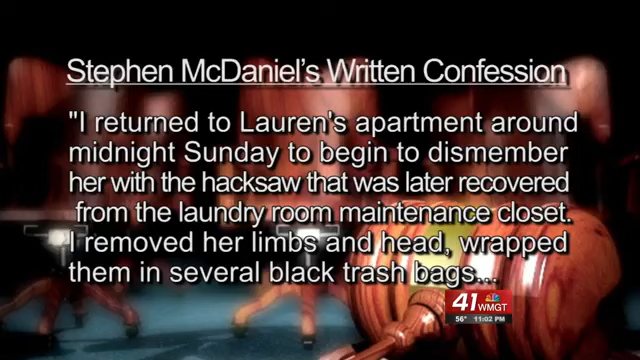 Stephen McDaniel's Written Confession
"I returned to Lauren's apartment around
midnight Sunday to begin to dismember
her with the hacksaw that was later recovered
from the laundry room maintenance closet.
I removed her limbs and head, wrapped
them in several black trash bags...
41 WMGT
56° 11:02 PM